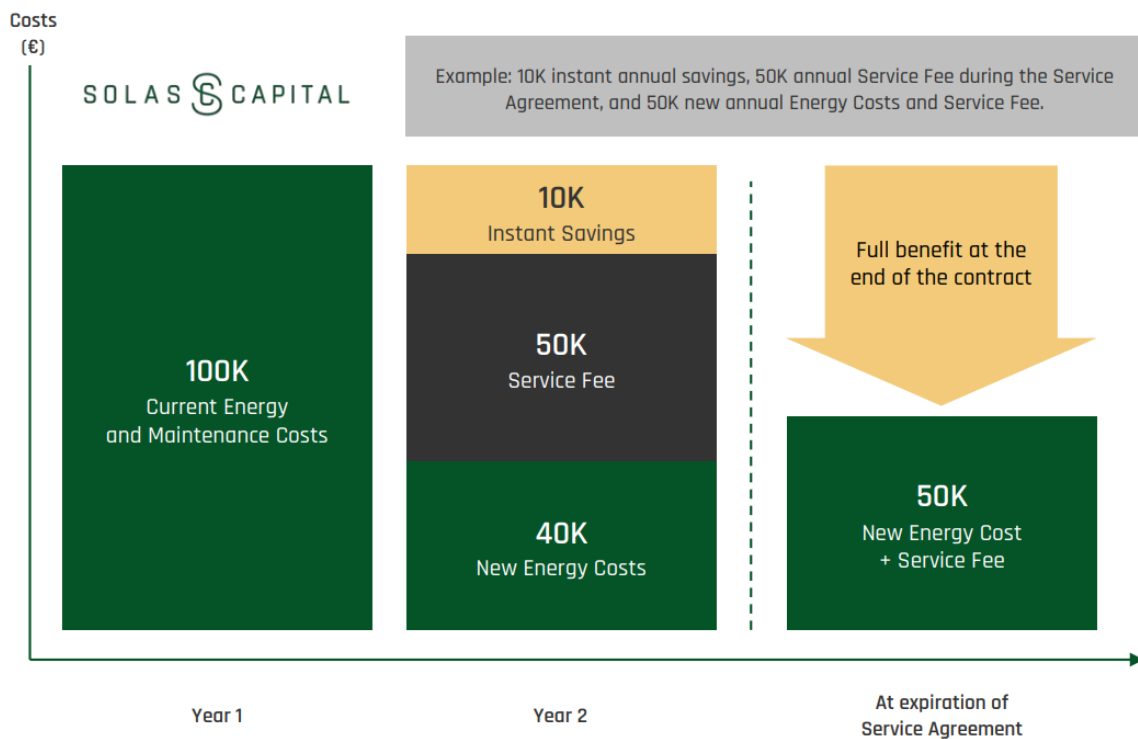 Costs
(€)
SOLAS CAPITAL
Example: 10K instant annual savings, 50K annual Service Fee during the Service
Agreement, and 50K new annual Energy Costs and Service Fee.
100K
Current Energy
and Maintenance Costs
10K
Instant Savings
50K
Service Fee
40K
New Energy Costs
Full benefit at the
end of the contract
50K
New Energy Cost
+ Service Fee
Year 1
Year 2
At expiration of
Service Agreement